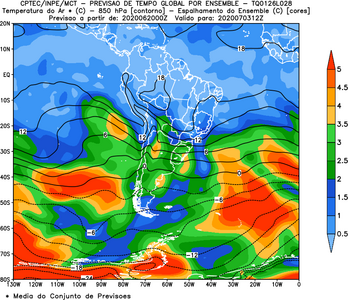 CPTEC/INPE/MCT – PREVISAO DE TEMPO GLOBAL POR ENSEMBLE – TQ0126L028
Temperatura do Ar * (C) – 850 hPa [contorno] – Espalhamento do Ensemble (C) [cores]
Previsao a partir de: 2020062000Z Valido para: 2020070312Z
20N
10N
EQ
10S
20S
30S
40S
50S
60S
70S
80S
130W 120W 110W 100W 90W 80W 70W 60W 50W 40W 30W 20W 10W 0
18
18
12
12
12
6
6
0
0
-6
-6
-12
-18
-24
5
4.5
4
3.5
3
2.5
2
1.5
1
0.5
* Media do Conjunto de Previsoes